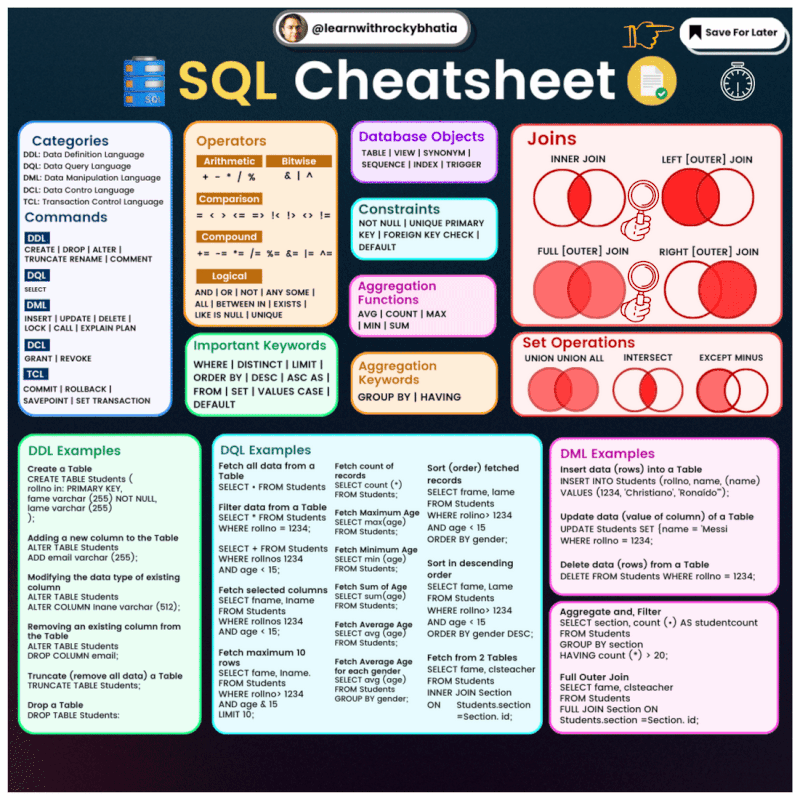 @learnwithrockybhatia
Save For Later
SQL Cheatsheet
SQL
Categories
DDL: Data Definition Language
DQL: Data Query Language
DML: Data Manipulation Language
DCL: Data Contro Language
TCL: Transaction Control Language
Commands
DDL
CREATE | DROP | ALTER |
TRUNCATE RENAME | COMMENT
DQL
SELECT
DML
INSERT | UPDATE | DELETE |
LOCK | CALL | EXPLAIN PLAN
DCL
GRANT | REVOKE
TCL
COMMIT | ROLLBACK |
SAVEPOINT | SET TRANSACTION
Operators
Arithmetic Bitwise
+ - * / % & | ^
Comparison
= < > <= => !< !> <> !=
Compound
+= -= *= /= %= &= |= ^=
Logical
AND | OR | NOT | ANY SOME |
ALL | BETWEEN IN | EXISTS |
LIKE IS NULL | UNIQUE
Important Keywords
WHERE | DISTINCT | LIMIT |
ORDER BY | DESC | ASC AS |
FROM | SET | VALUES CASE |
DEFAULT
Database Objects
TABLE | VIEW | SYNONYM |
SEQUENCE | INDEX | TRIGGER
Constraints
NOT NULL | UNIQUE PRIMARY
KEY | FOREIGN KEY CHECK |
DEFAULT
Aggregation
Functions
AVG | COUNT | MAX
| MIN | SUM
Aggregation
Keywords
GROUP BY | HAVING
Joins
INNER JOIN LEFT [OUTER] JOIN
FULL [OUTER] JOIN RIGHT [OUTER] JOIN
Set Operations
UNION UNION ALL INTERSECT EXCEPT MINUS
DDL Examples
Create a Table
CREATE TABLE Students (
rollno in: PRIMARY KEY,
fame varchar (255) NOT NULL,
lame varchar (255)
);
Adding a new column to the Table
ALTER TABLE Students
ADD email varchar (255);
Modifying the data type of existing
column
ALTER TABLE Students
ALTER COLUMN Iname varchar (512);
Removing an existing column from
the Table
ALTER TABLE Students
DROP COLUMN email;
Truncate (remove all data) a Table
TRUNCATE TABLE Students;
Drop a Table
DROP TABLE Students:
DQL Examples
Fetch all data from a
Table
SELECT • FROM Students
Filter data from a Table
SELECT * FROM Students
WHERE rollno = 1234;
SELECT + FROM Students
WHERE rollnos 1234
AND age < 15;
Fetch selected columns
SELECT fname, Iname
FROM Students
WHERE rollnos 1234
AND age < 15;
Fetch maximum 10
rows
SELECT fame, Iname.
FROM Students
WHERE rollno> 1234
AND age & 15
LIMIT 10;
Fetch count of
records
SELECT count (*)
FROM Students;
Fetch Maximum Age
SELECT max(age)
FROM Students;
Fetch Minimum Age
SELECT min (age)
FROM Students;
Fetch Sum of Age
SELECT sum(age)
FROM Students;
Fetch Average Age
SELECT avg (age)
FROM Students;
Fetch Average Age
for each gender
SELECT avg (age)
FROM Students
GROUP BY gender;
Sort (order) fetched
records
SELECT frame, lame
FROM Students
WHERE rolino> 1234
AND age < 15
ORDER BY gender;
Sort in descending
order
SELECT fame, Lame
FROM Students
WHERE rollno> 1234
AND age < 15
ORDER BY gender DESC;
Fetch from 2 Tables
SELECT fame, clsteacher
FROM Students
INNER JOIN Section
ON Students.section
=Section. id;
DML Examples
Insert data (rows) into a Table
INSERT INTO Students (rollno, name, (name)
VALUES (1234, 'Christiano', 'Ronaldo'");
Update data (value of column) of a Table
UPDATE Students SET {name = 'Messi
WHERE rollno = 1234;
Delete data (rows) from a Table
DELETE FROM Students WHERE rollno = 1234;
Aggregate and, Filter
SELECT section, count (•) AS studentcount
FROM Students
GROUP BY section
HAVING count (*) > 20;
Full Outer Join
SELECT fame, clsteacher
FROM Students
FULL JOIN Section ON
Students.section =Section. id;